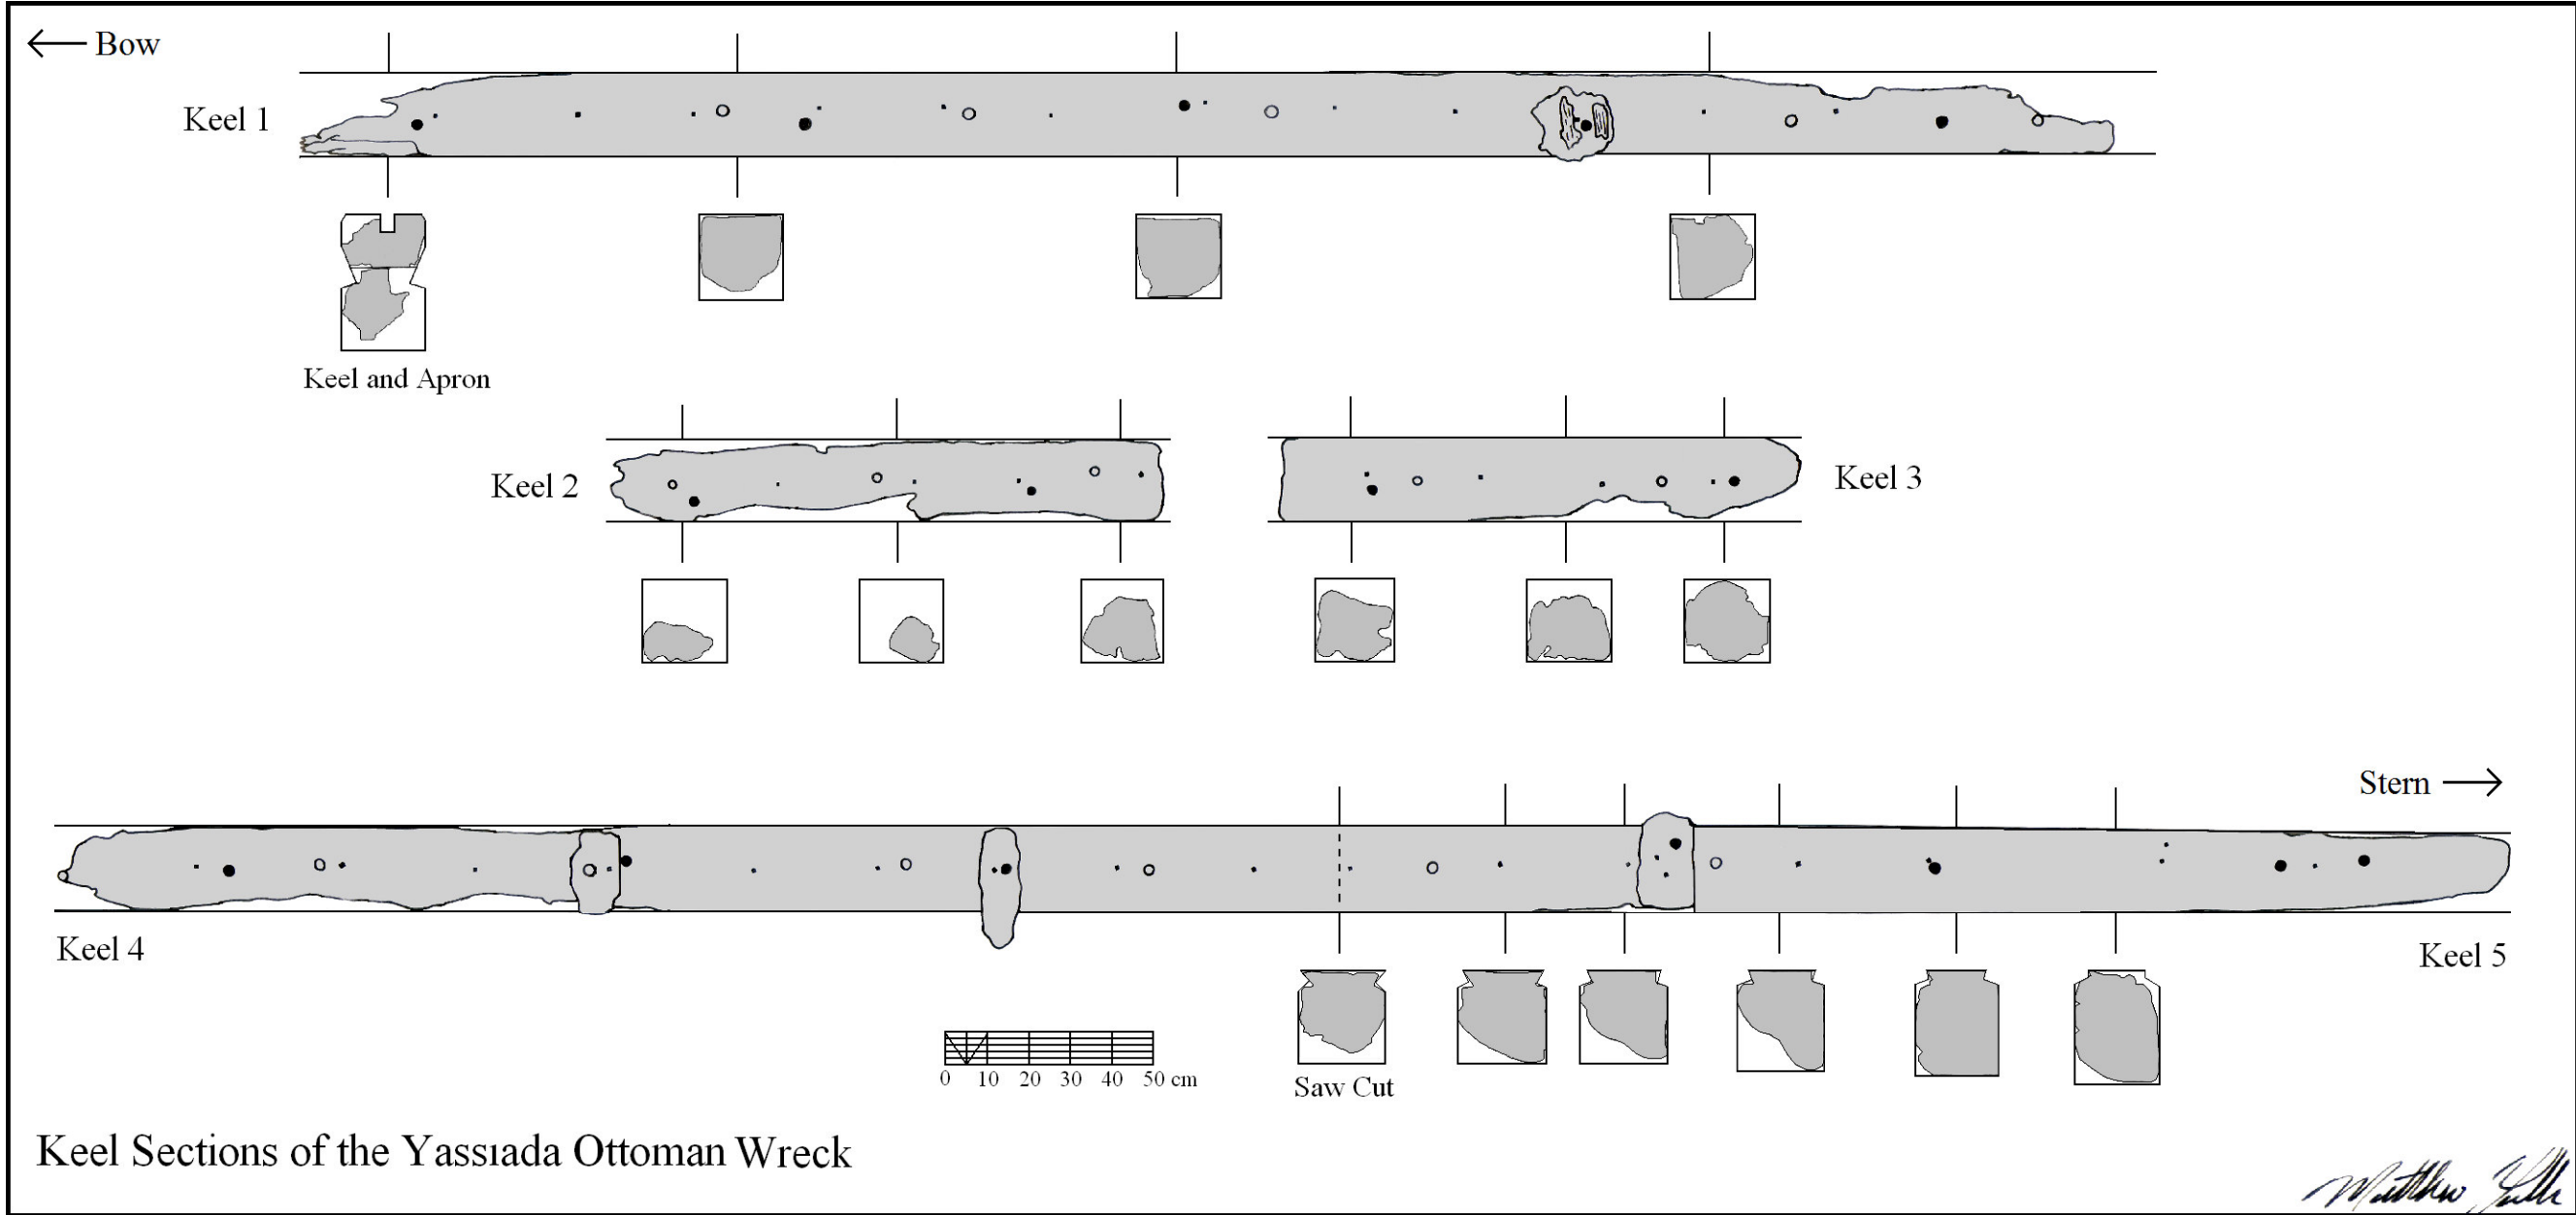 Bow
Keel 1
Keel and Apron
Keel 2
Keel 3
Stern
Keel 4
Keel 5
0 10 20 30 40 50 cm
Saw Cut
Keel Sections of the Yassıada Ottoman Wreck
Matthew